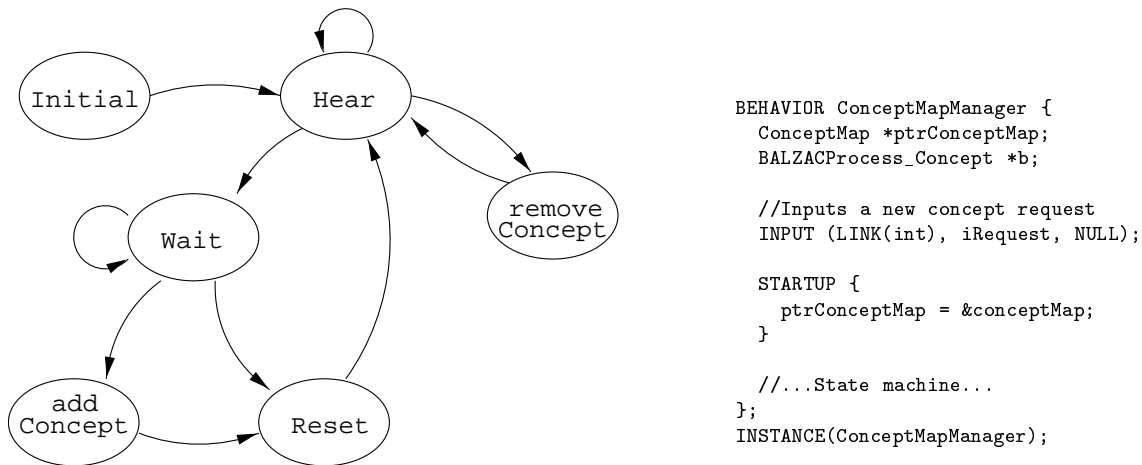 Initial
Hear
remove
Concept
Wait
add
Concept
Reset
BEHAVIOR ConceptMapManager {
ConceptMap *ptrConceptMap;
BALZACProcess_Concept *b;
//Inputs a new concept request
INPUT (LINK(int), iRequest, NULL);
STARTUP {
ptrConceptMap = &conceptMap;
}
//...State machine...
};
INSTANCE(ConceptMapManager);